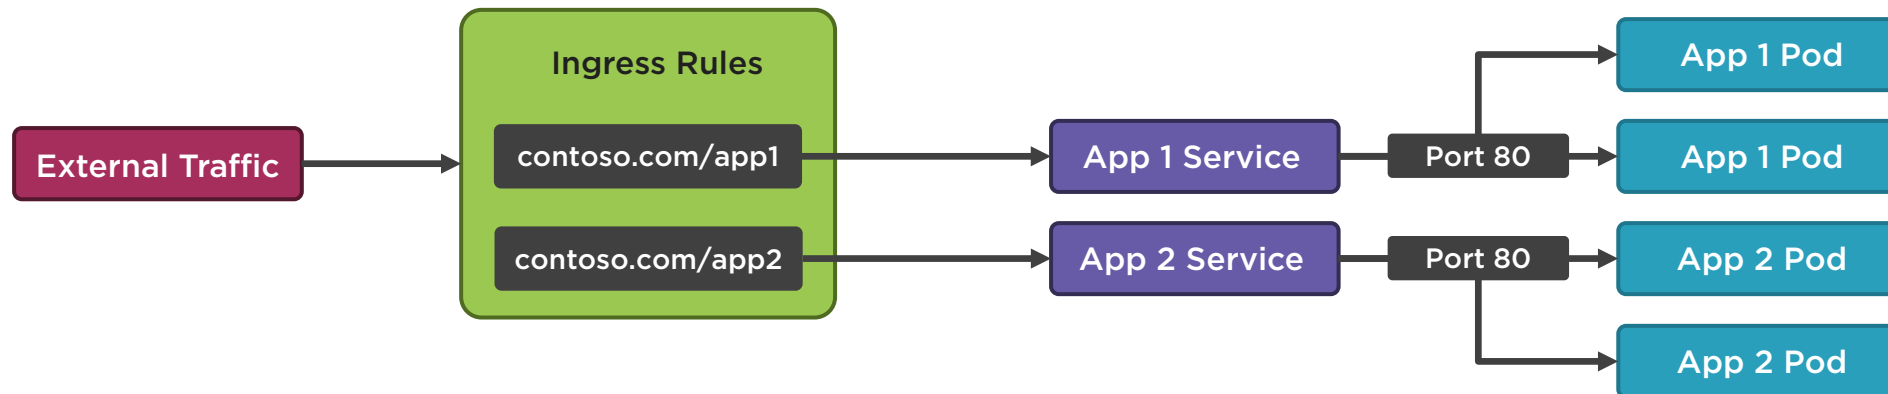 External Traffic
Ingress Rules
contoso.com/app1
contoso.com/app2
App 1 Service
App 2 Service
Port 80
Port 80
App 1 Pod
App 1 Pod
App 2 Pod
App 2 Pod